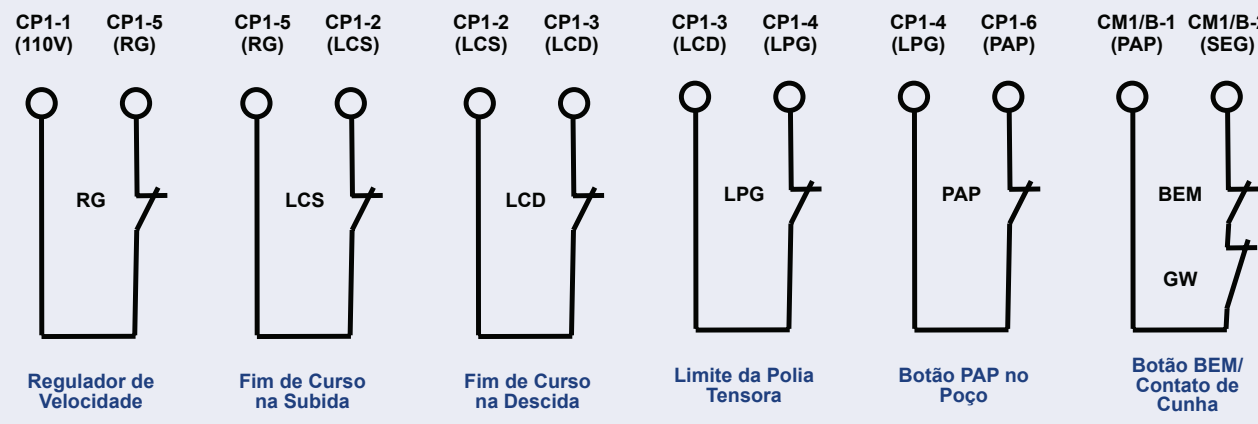 CP1-1 CP1-5 CP1-5 CP1-2 CP1-2 CP1-3 CP1-3 CP1-4 CP1-4 CP1-6 CM1/B-1
(110V) (RG) (RG) (LCS) (LCS) (LCD) (LCD) (LPG) (LPG) (PAP) (PAP) (SEG)
RG LCS LCD LPG PAP BEM
GW
Regulador de
Velocidade
Fim de Curso
na Subida
Fim de Curso
na Descida
Limite da Polia
Tensora
Botão PAP no
Poço
Botão BEM/
Contato de
Cunha